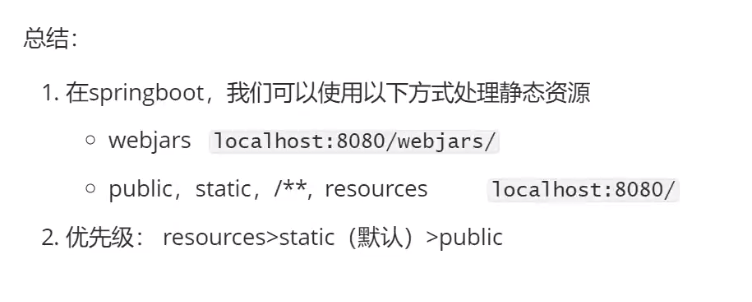 总结：
1. 在springboot，我们可以使用以下方式处理静态资源
webjars localhost:8080/webjars/
public，static，/**, resources localhost:8080/
2. 优先级： resources>static（默认）>public